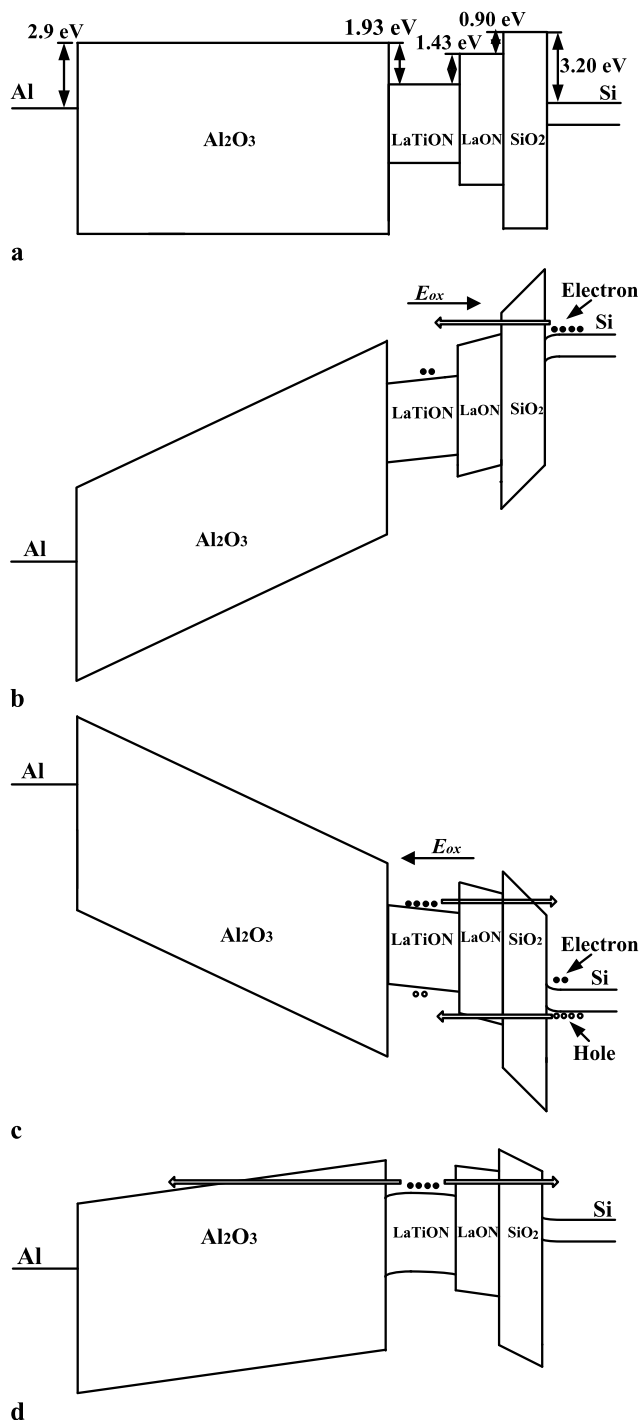 0.90 eV
2.9 eV 1.93 eV
1.43 eV
3.20 eV
Al Si
Al2O3 LaTiON LaON SiO2
a
Eox Electron
Si
LaTiON LaON SiO2
Al2O3
Al
b
Al
Eox
Al2O3 LaTiON LaON SiO2
Electron
Si
Hole
c
Al2O3 LaTiON LaON SiO2 Si
Al
d